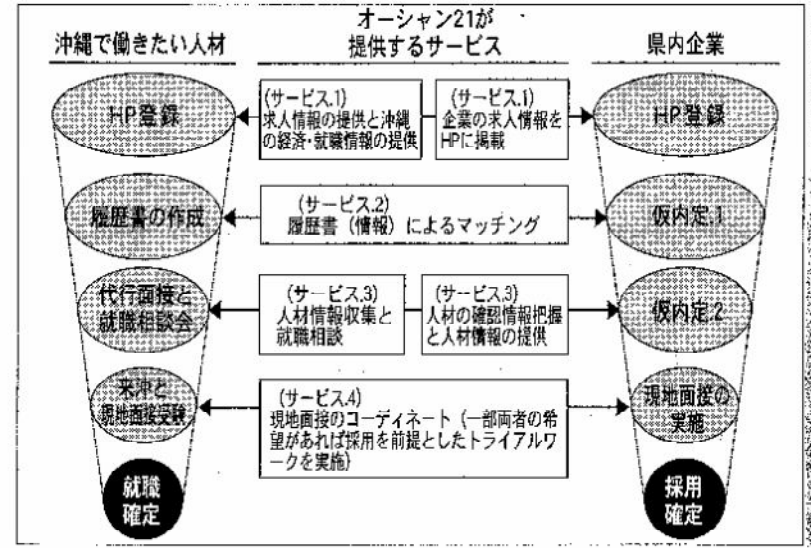 沖縄で働きたい人材
オーシャン21が
提供するサービス
県内企業
HP登録
(サービス.1)
求人情報の提供と沖縄
の経済・就職情報の提供
(サービス.1)
企業の求人情報を
HPに掲載
HP登録
履歴書の作成
(サービス.2)
履歴書(情報)によるマッチング
仮内定.1
代行面接と
就職相談会
(サービス.3)
人材情報収集と
就職相談
(サービス.3)
人材の確認情報把握
と人材情報の提供
仮内定.2
来沖と
現地面接受験
(サービス.4)
現地面接のコーディネート(一部両者の希
望があれば採用を前提としたトライアルワ
ークを実施)
現地面接の
実施
就職
確定
採用
確定